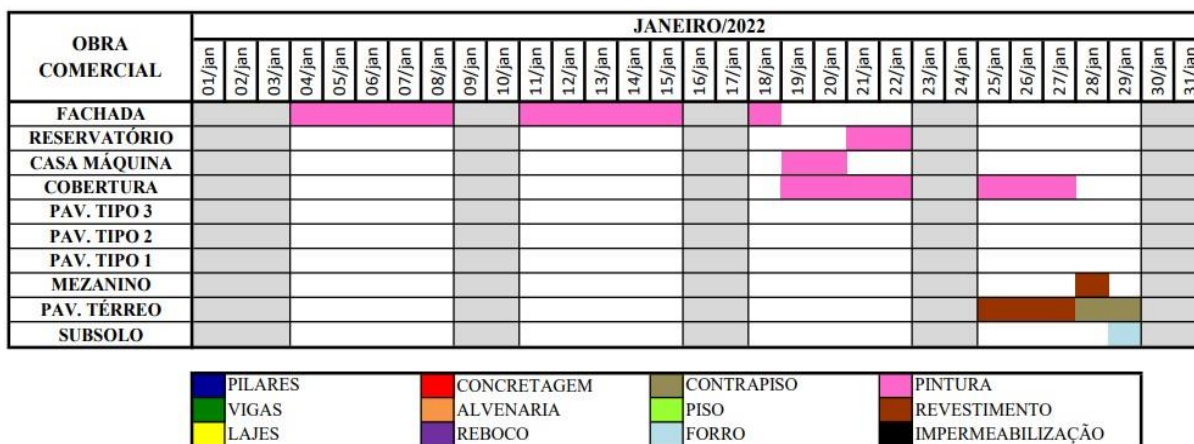 OBRA
COMERCIAL
JANEIRO/2022
01/jan 02/jan 03/jan 04/jan 05/jan 06/jan 07/jan 08/jan 09/jan 10/jan 11/jan 12/jan 13/jan 14/jan 15/jan 16/jan 17/jan 18/jan 19/jan 20/jan 21/jan 22/jan 23/jan 24/jan 25/jan 26/jan 27/jan 28/jan 29/jan 30/jan 31/jan
FACHADA
RESERVATÓRIO
CASA MÁQUINA
COBERTURA
PAV. TIPO 3
PAV. TIPO 2
PAV. TIPO 1
MEZANINO
PAV. TÉRREO
SUBSOLO
PILARES CONCRETAGEM CONTRAPISO PINTURA
VIGAS ALVENARIA PISO REVESTIMENTO
LAJES REBOCO FORRO IMPERMEABILIZAÇÃO